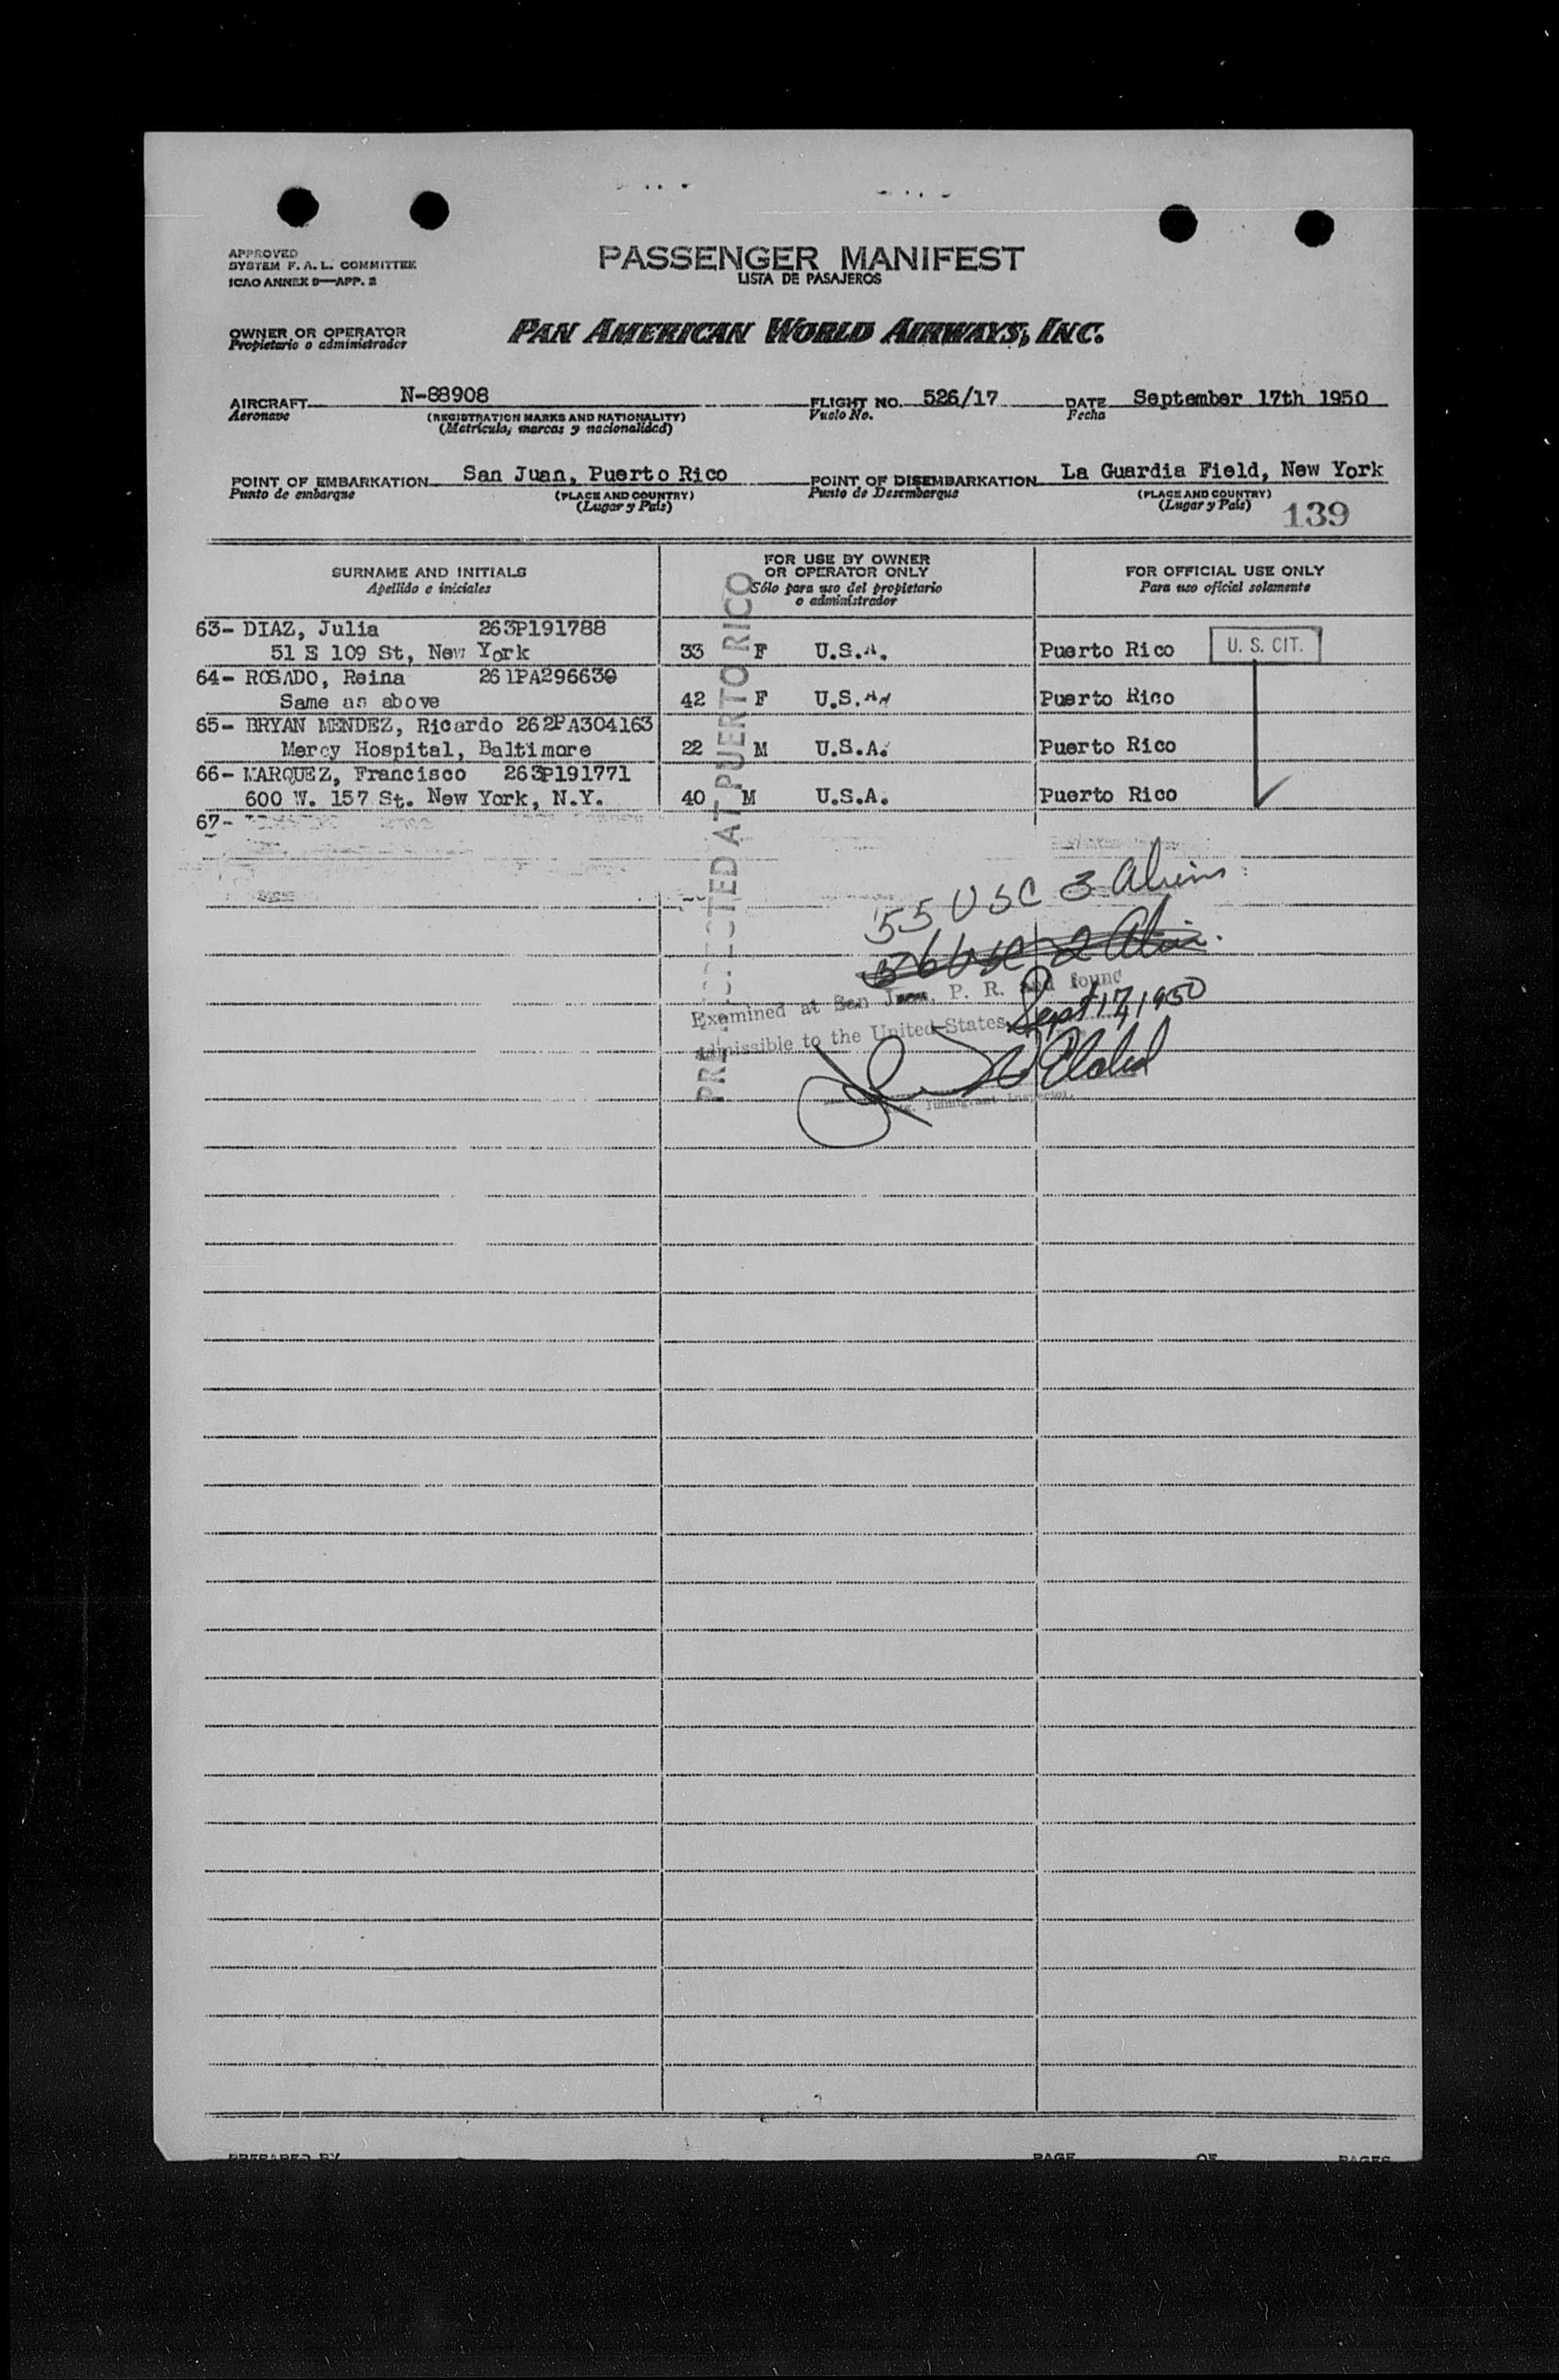 APPROVED
SYSTEM F. A. L. COMMITTEE
ICAO ANNEX 9—APP. 2
PASSENGER MANIFEST
LISTA DE PASAJEROS
OWNER OR OPERATOR
Propietario o administrador
PAN AMERICAN WORLD AIRWAYS, INC.
AIRCRAFT N-88908
Aeronave
(REGISTRATION MARKS AND NATIONALITY)
(Matrícula, marcas y nacionalidad)
FLIGHT NO. 526/17
Vuelo No.
DATE September 17th 1950
Fecha
POINT OF EMBARKATION San Juan, Puerto Rico
Punto de embarque
(PLACE AND COUNTRY)
(Lugar y País)
POINT OF DISEMBARKATION La Guardia Field, New York
Punto de Desembarque
(PLACE AND COUNTRY)
(Lugar y País)
139
SURNAME AND INITIALS
Apellido e iniciales
FOR USE BY OWNER
OR OPERATOR ONLY
Sólo para uso del propietario
o administrador
FOR OFFICIAL USE ONLY
Para uso oficial solamente
63- DIAZ, Julia 263P191788
51 E 109 St, New York 33 F U.S.A. Puerto Rico U. S. CIT.
64- ROSADO, Reina 261PA296630
Same as above 42 F U.S.A. Puerto Rico
65- BRYAN MENDEZ, Ricardo 262PA304163
Mercy Hospital, Baltimore 22 M U.S.A. Puerto Rico
66- MARQUEZ, Francisco 263P191771
600 W. 157 St. New York, N.Y. 40 M U.S.A. Puerto Rico
67-
AT PUERTO RICO
55 USC 3 Aliens
56 USC 2 Alien.
Examined at San Juan, P. R. and found
Admissible to the United States Sept 17, 1950
Immigrant Inspector.
PREPARED BY
PAGE OF PAGES